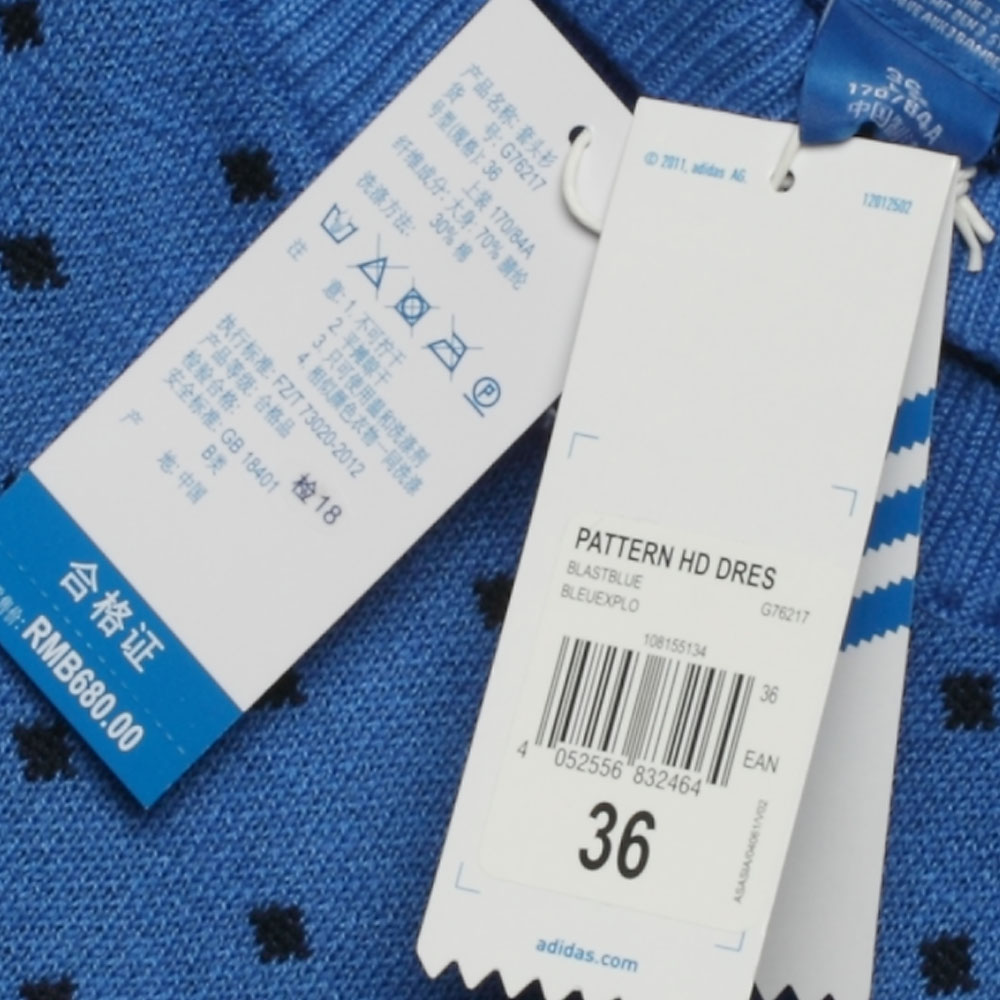 产品名称: 套头衫
货 号: G76217
号型(规格): 36
上装 170/84A
纤维成分: 大身: 70% 腈纶
30% 棉
洗涤方法:
注 意: 1. 不可拧干
2. 平摊晾干
3. 只可使用温和洗涤剂
4. 相似颜色衣物一同洗涤
执行标准: FZ/T 73020-2012
产品等级: 合格品
检验合格: 检18
安全标准: GB 18401
B类
产 地: 中国
合格证
RMB680.00
© 2011, adidas AG.
12012502
PATTERN HD DRES
BLASTBLUE
BLEUEXPLO
G76217
108155134
36
4 052556 832464
EAN
36
ASASIA/04061/V02
adidas.com
36
170/84A
中国